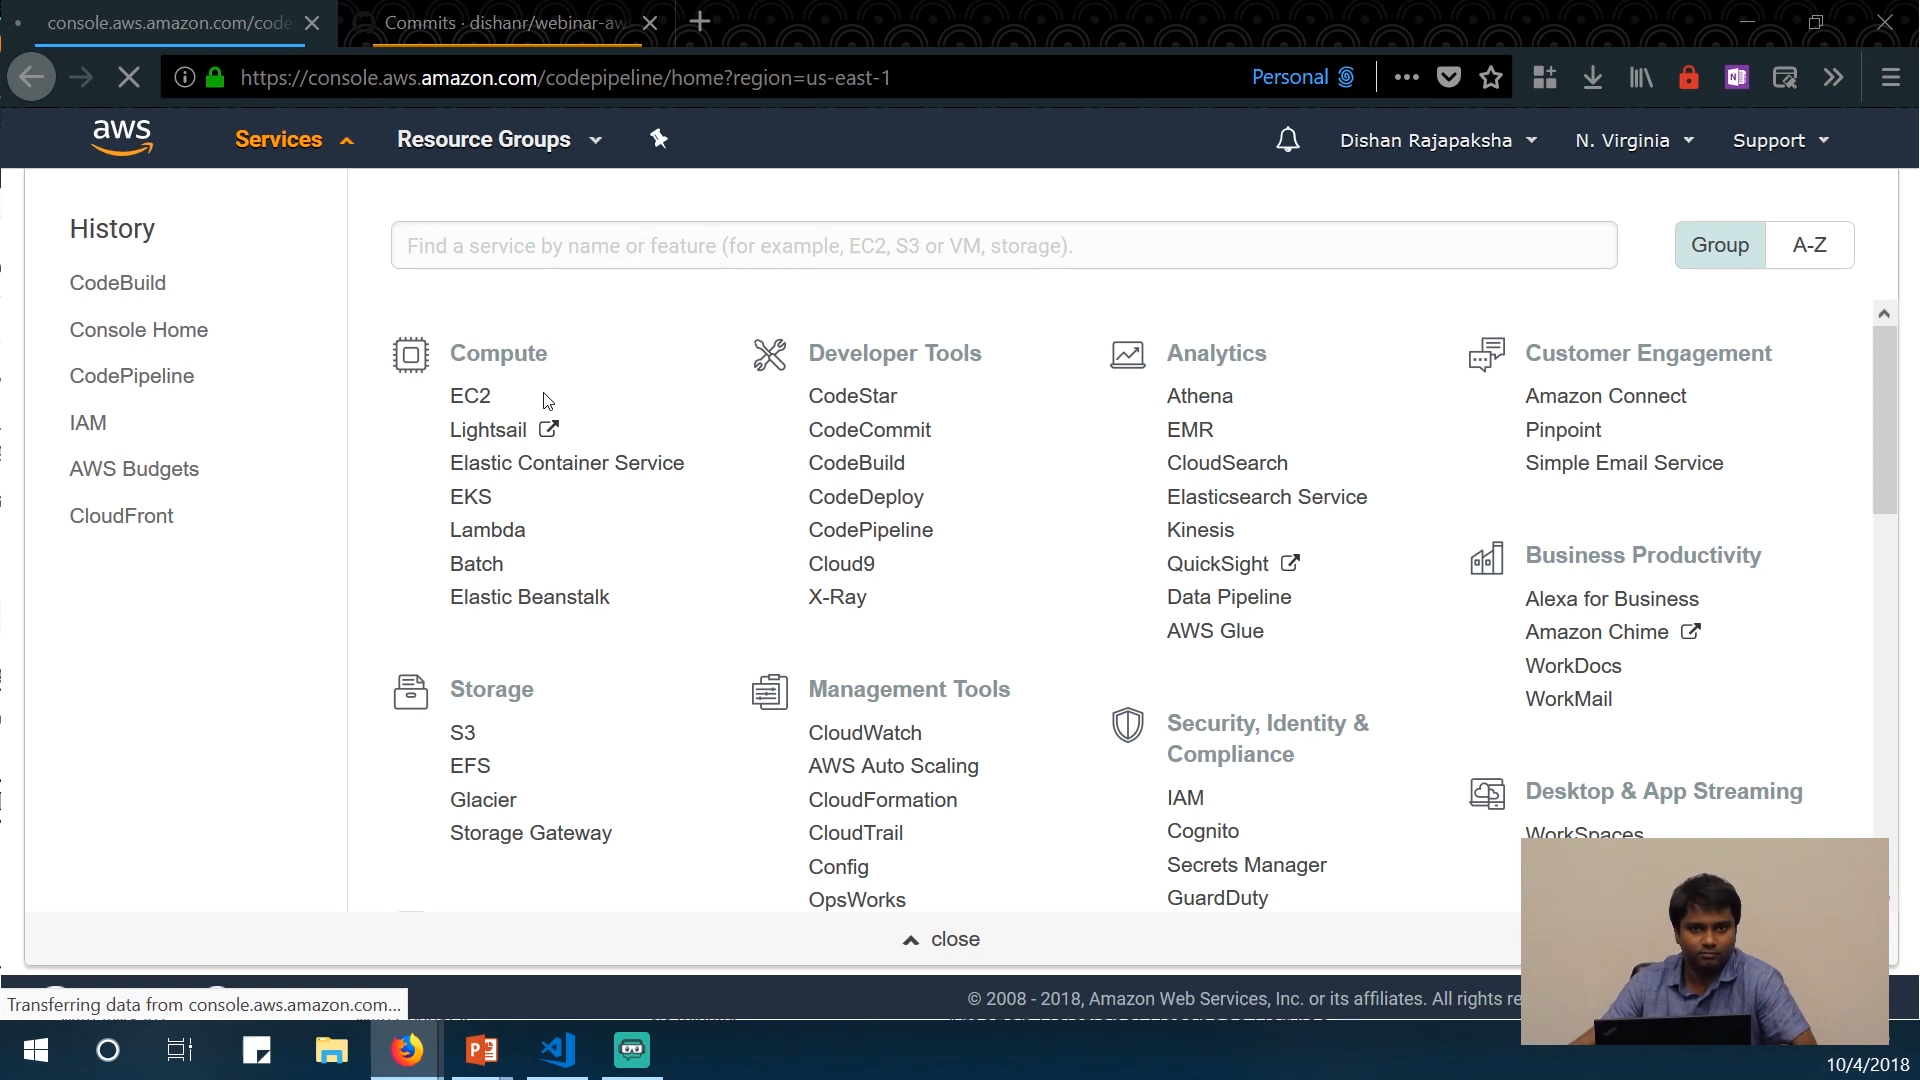 console.aws.amazon.com/code
Commits · dishanr/webinar-aw
https://console.aws.amazon.com/codepipeline/home?region=us-east-1
Personal
aws
Services
Resource Groups
Dishan Rajapaksha
N. Virginia
Support
History
CodeBuild
Console Home
CodePipeline
IAM
AWS Budgets
CloudFront
Find a service by name or feature (for example, EC2, S3 or VM, storage).
Group
A-Z
Compute
EC2
Lightsail
Elastic Container Service
EKS
Lambda
Batch
Elastic Beanstalk
Storage
S3
EFS
Glacier
Storage Gateway
Developer Tools
CodeStar
CodeCommit
CodeBuild
CodeDeploy
CodePipeline
Cloud9
X-Ray
Management Tools
CloudWatch
AWS Auto Scaling
CloudFormation
CloudTrail
Config
OpsWorks
Analytics
Athena
EMR
CloudSearch
Elasticsearch Service
Kinesis
QuickSight
Data Pipeline
AWS Glue
Security, Identity &
Compliance
IAM
Cognito
Secrets Manager
GuardDuty
Customer Engagement
Amazon Connect
Pinpoint
Simple Email Service
Business Productivity
Alexa for Business
Amazon Chime
WorkDocs
WorkMail
Desktop & App Streaming
WorkSpaces
close
Transferring data from console.aws.amazon.com...
© 2008 - 2018, Amazon Web Services, Inc. or its affiliates. All rights re
10/4/2018